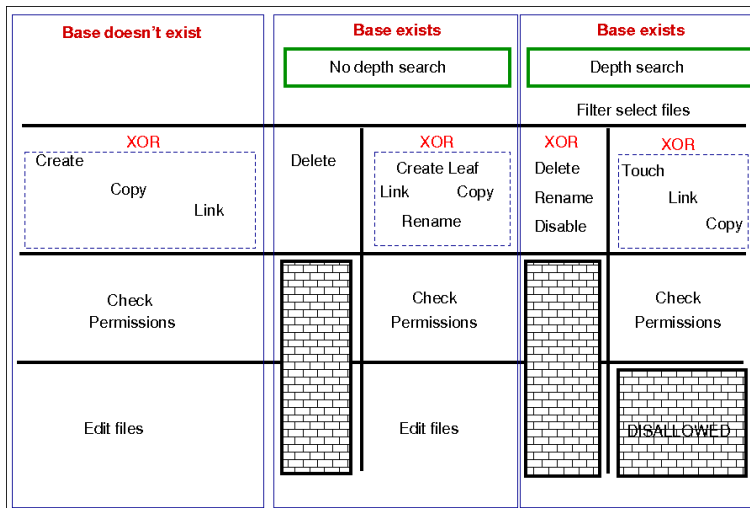 Base doesn't exist
Base exists
Base exists
No depth search
Depth search
Filter select files
XOR
XOR
XOR
XOR
Create
Copy
Link
Delete
Create Leaf
Link Copy
Rename
Delete
Rename
Disable
Touch
Link
Copy
Check
Permissions
Check
Permissions
Check
Permissions
Edit files
Edit files
DISALLOWED